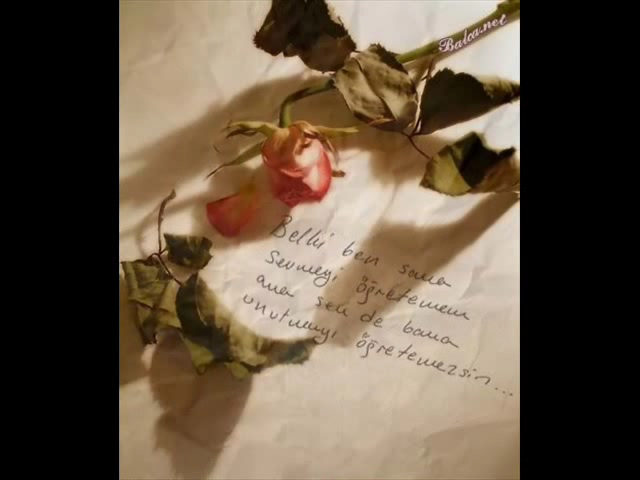 Balca.net
Belki ben sana
Sevmeyi öğretemem
ama sen de bana
unutmayı öğretemezsin...